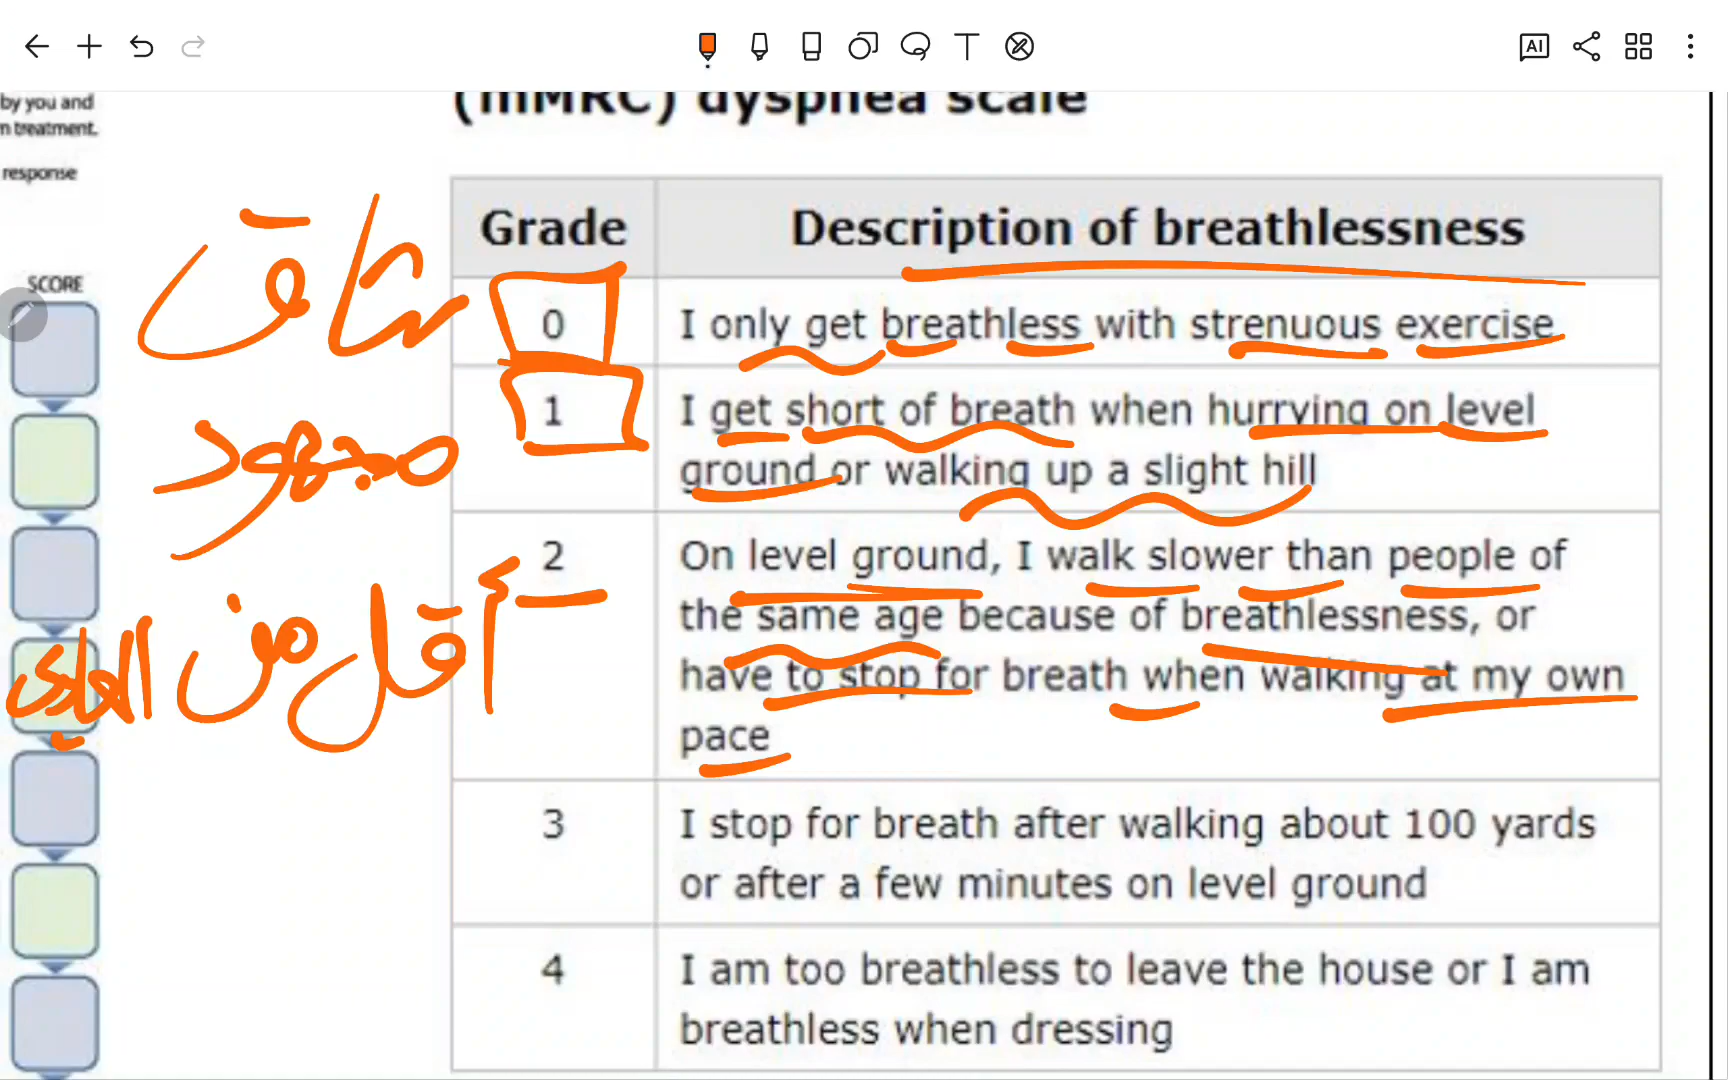 by you and
n treatment.
response
SCORE
(mMRC) dyspnea scale
Grade Description of breathlessness
0 I only get breathless with strenuous exercise
1 I get short of breath when hurrying on level
ground or walking up a slight hill
2 On level ground, I walk slower than people of
the same age because of breathlessness, or
have to stop for breath when walking at my own
pace
3 I stop for breath after walking about 100 yards
or after a few minutes on level ground
4 I am too breathless to leave the house or I am
breathless when dressing
شاق
مجهود
أقل من العادي
AI
T